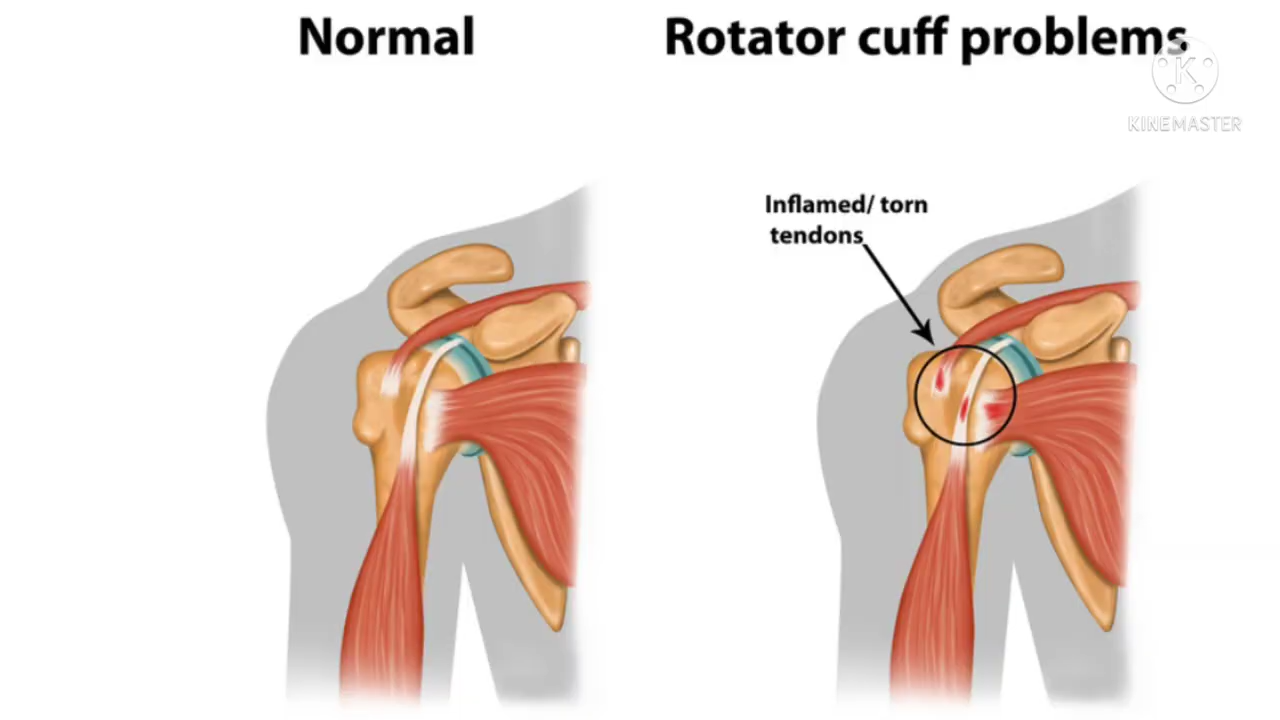 Normal
Rotator cuff problems
KINEMASTER
Inflamed/ torn
tendons